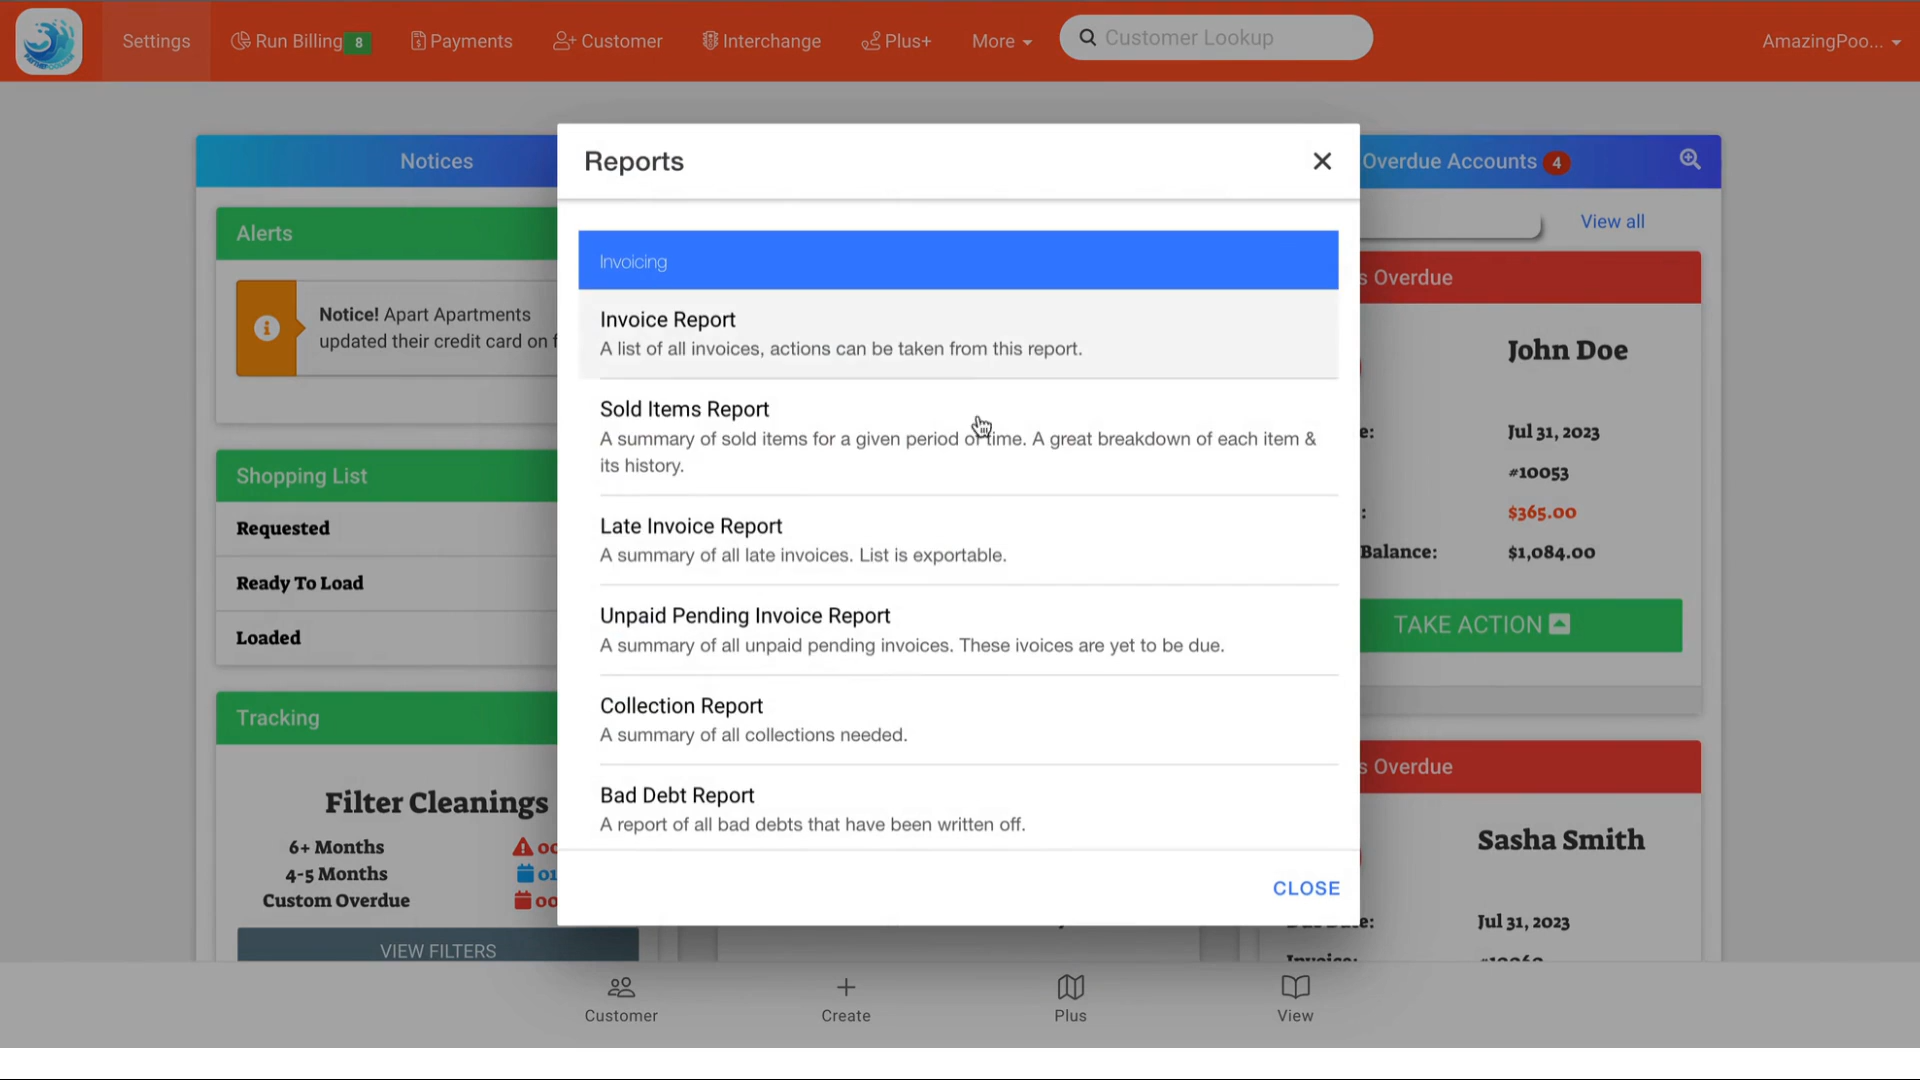 Settings
Run Billing 8
Payments
Customer
Interchange
Plus+
More
Customer Lookup
AmazingPoo...
Notices
Alerts
Notice! Apart Apartments
updated their credit card on f
Shopping List
Requested
Ready To Load
Loaded
Tracking
Filter Cleanings
6+ Months
4-5 Months
01
Custom Overdue
VIEW FILTERS
Reports
Invoicing
Invoice Report
A list of all invoices, actions can be taken from this report.
Sold Items Report
A summary of sold items for a given period of time. A great breakdown of each item &
its history.
Late Invoice Report
A summary of all late invoices. List is exportable.
Unpaid Pending Invoice Report
A summary of all unpaid pending invoices. These ivoices are yet to be due.
Collection Report
A summary of all collections needed.
Bad Debt Report
A report of all bad debts that have been written off.
CLOSE
Overdue Accounts 4
View all
s Overdue
John Doe
e: Jul 31, 2023
#10053
: $365.00
Balance: $1,084.00
TAKE ACTION
s Overdue
Sasha Smith
Jul 31, 2023
Customer
Create
Plus
View